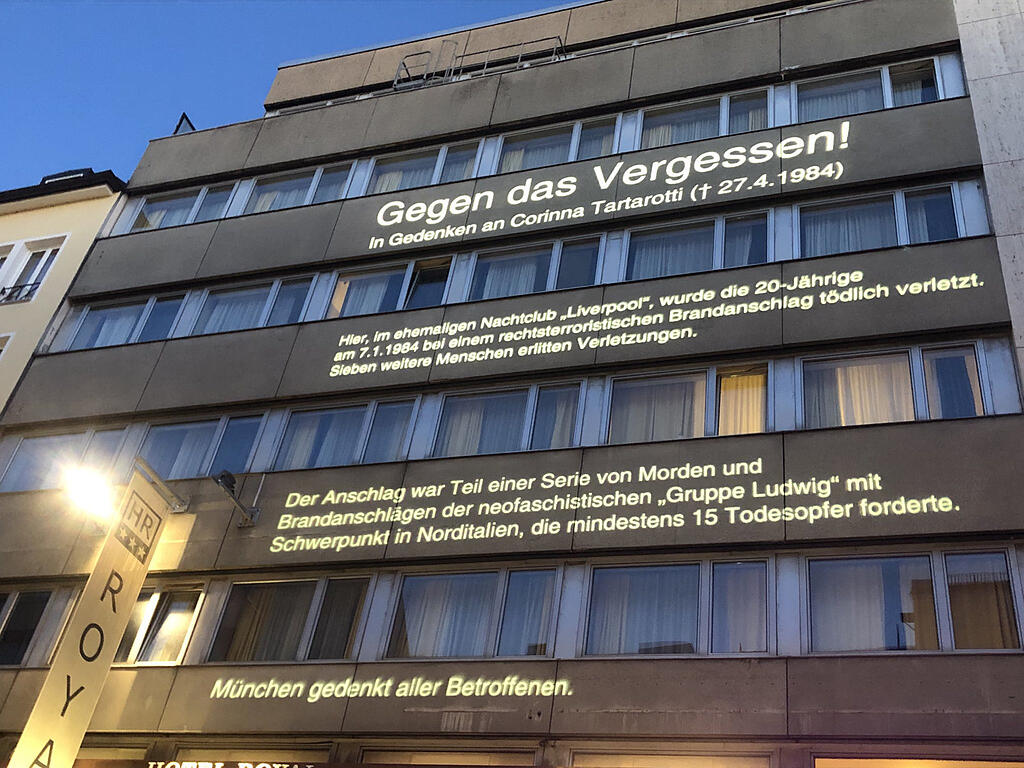 Gegen das Vergessen!
In Gedenken an Corinna Tartarotti († 27.4.1984)
Hier, im ehemailgen Nachtclub „Liverpool“, wurde die 20-Jährige
am 7.1.1984 bei einem rechtsterroristischen Brandanschlag tödlich verletzt.
Sieben weitere Menschen erlitten Verletzungen.
Der Anschlag war Teil einer Serie von Morden und
Brandanschlägen der neofaschistischen „Gruppe Ludwig“ mit
Schwerpunkt in Norditalien, die mindestens 15 Todesopfer forderte.
München gedenkt aller Betroffenen.
HR
ROYA
HOTEL ROYAL